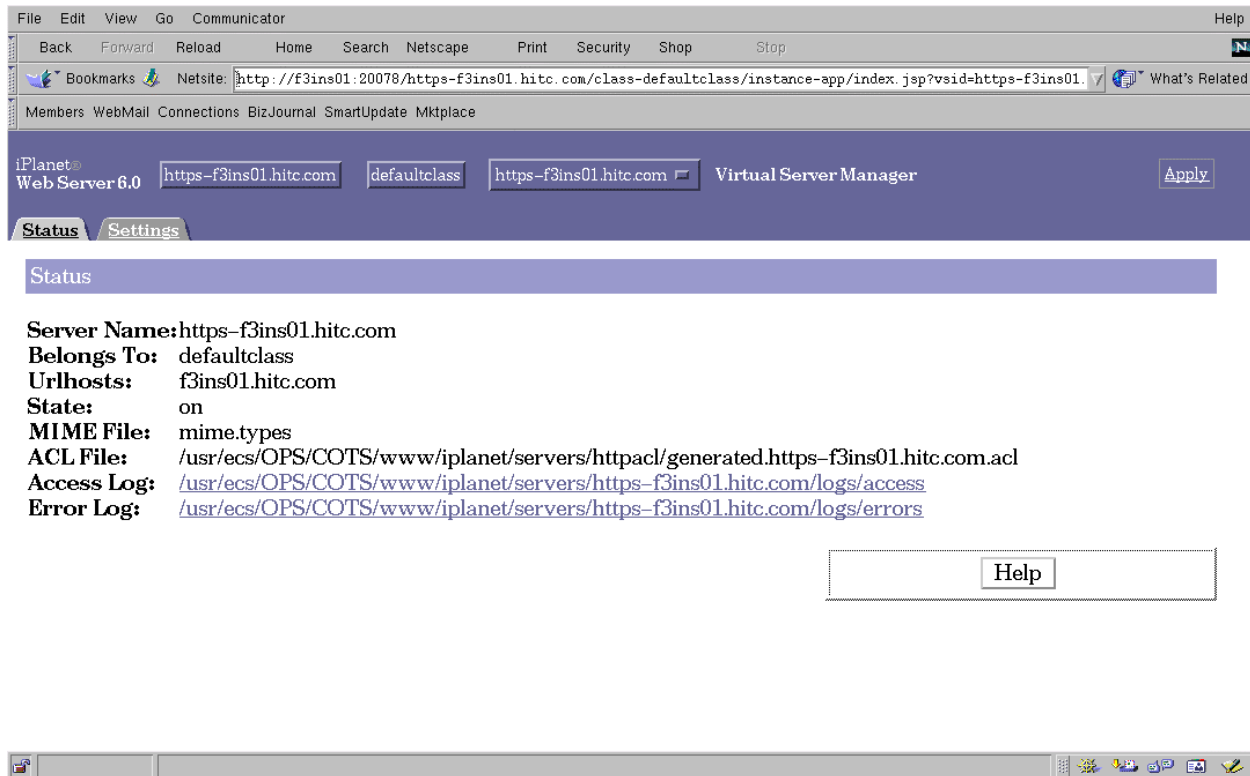 File Edit View Go Communicator Help
Back Forward Reload Home Search Netscape Print Security Shop Stop N
Bookmarks Netsite: http://f3ins01:20078/https-f3ins01.hitc.com/class-defaultclass/instance-app/index.jsp?vsid=https-f3ins01. What's Related
Members WebMail Connections BizJournal SmartUpdate Mktplace
iPlanet®
Web Server 6.0 https-f3ins01.hitc.com defaultclass https-f3ins01.hitc.com Virtual Server Manager Apply
Status Settings
Status
Server Name: https-f3ins01.hitc.com
Belongs To: defaultclass
Urlhosts: f3ins01.hitc.com
State: on
MIME File: mime.types
ACL File: /usr/ecs/OPS/COTS/www/iplanet/servers/httpacl/generated.https-f3ins01.hitc.com.acl
Access Log: /usr/ecs/OPS/COTS/www/iplanet/servers/https-f3ins01.hitc.com/logs/access
Error Log: /usr/ecs/OPS/COTS/www/iplanet/servers/https-f3ins01.hitc.com/logs/errors
Help